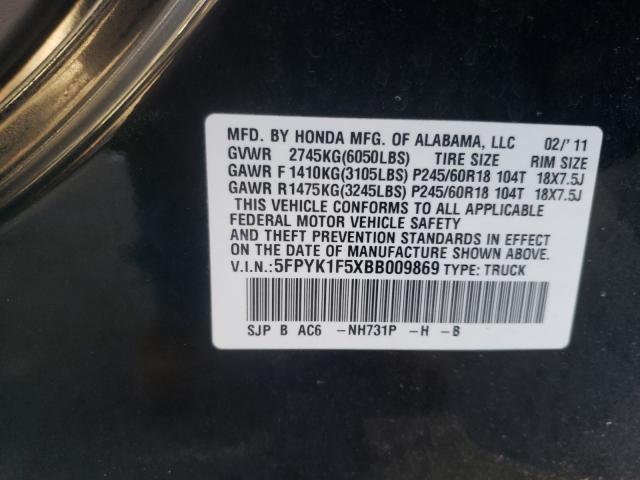 MFD. BY HONDA MFG. OF ALABAMA, LLC 02/'11
GVWR 2745KG(6050LBS) TIRE SIZE RIM SIZE
GAWR F 1410KG(3105LBS) P245/60R18 104T 18X7.5J
GAWR R1475KG(3245LBS) P245/60R18 104T 18X7.5J
THIS VEHICLE CONFORMS TO ALL APPLICABLE
FEDERAL MOTOR VEHICLE SAFETY
AND THEFT PREVENTION STANDARDS IN EFFECT
ON THE DATE OF MANUFACTURE SHOWN ABOVE.
V.I.N.:5FPYK1F5XBB009869 TYPE: TRUCK
SJP B AC6 -NH731P -H -B